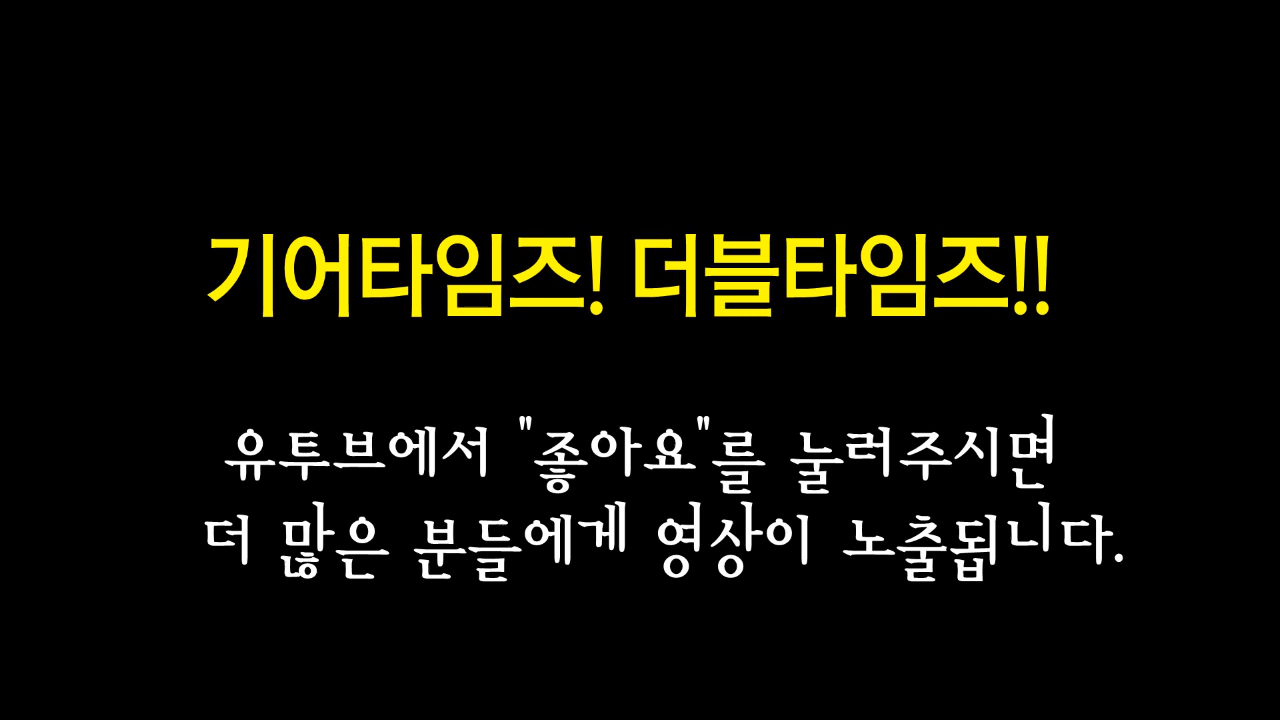 기어타임즈! 더블타임즈!!
유투브에서 "좋아요"를 눌러주시면
더 많은 분들에게 영상이 노출됩니다.